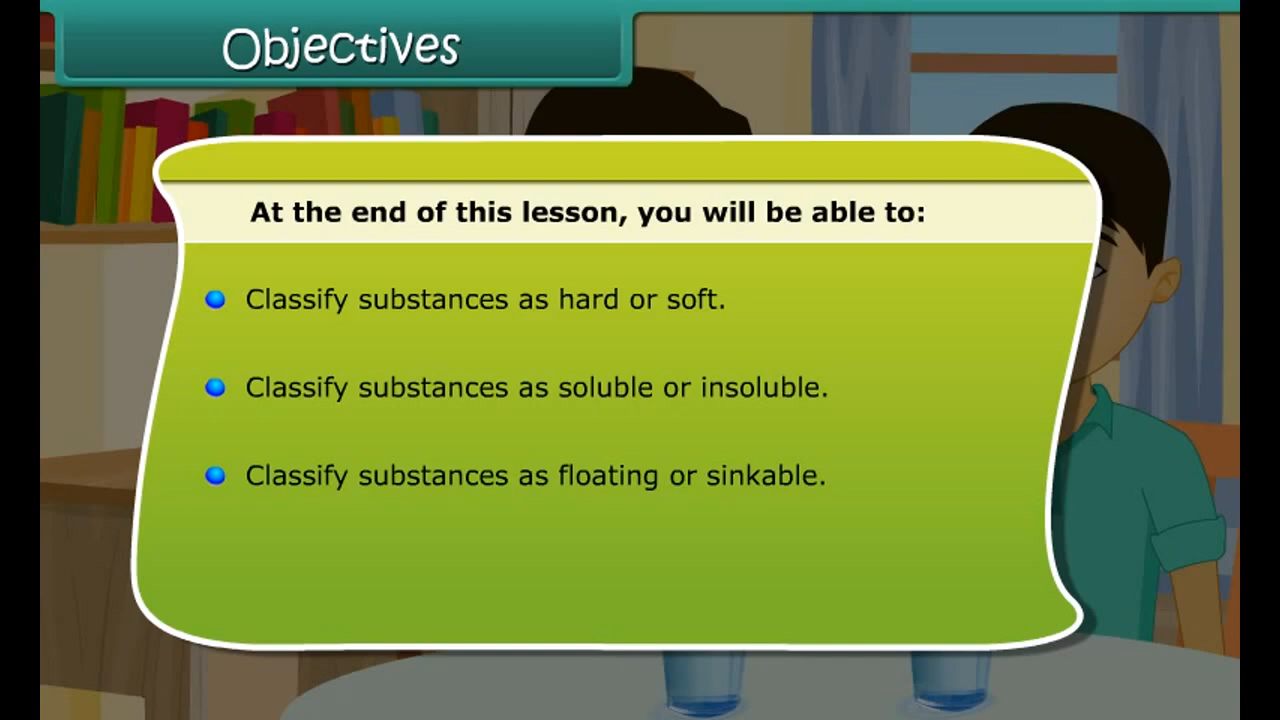 Objectives
At the end of this lesson, you will be able to:
Classify substances as hard or soft.
Classify substances as soluble or insoluble.
Classify substances as floating or sinkable.